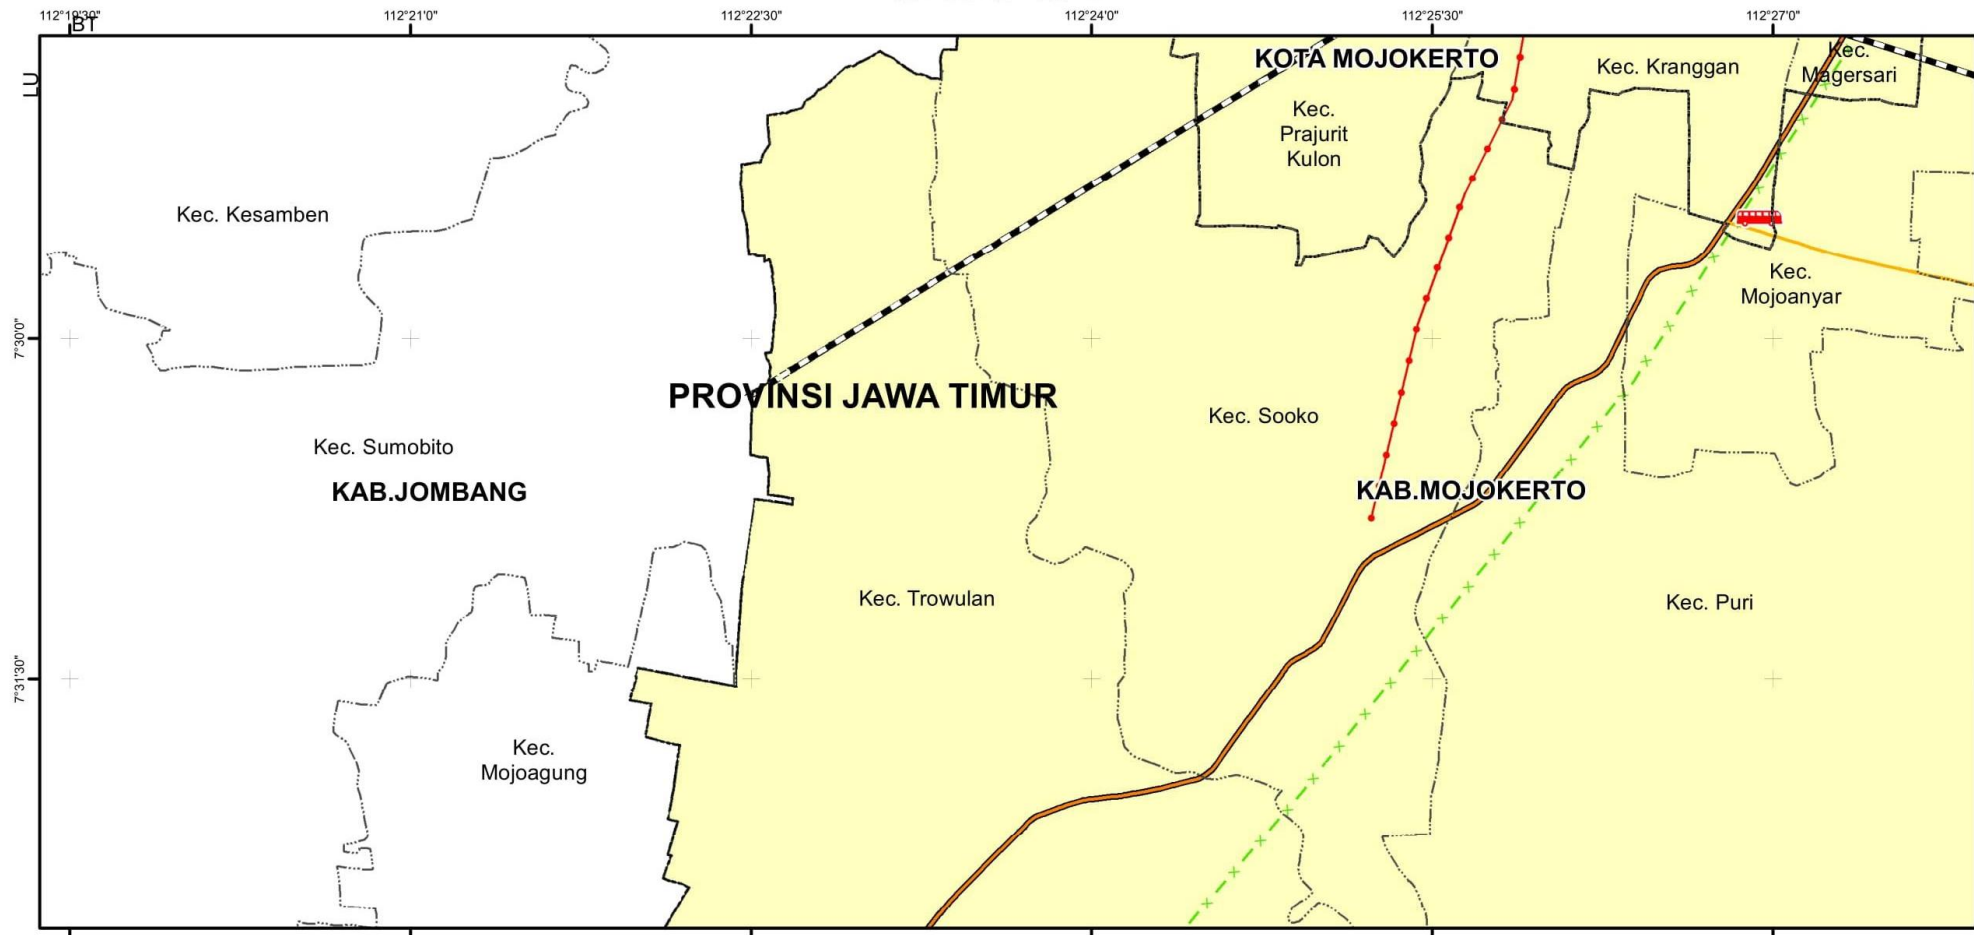 112°19'30"
BT
112°21'0"
112°22'30"
112°24'0"
112°25'30"
112°27'0"
LU
KOTA MOJOKERTO
Kec. Kranggan
Kec.
Magersari
Kec.
Prajurit
Kulon
Kec. Kesamben
Kec.
Mojoanyar
7°30'0"
PROVINSI JAWA TIMUR
Kec. Sooko
Kec. Sumobito
KAB.JOMBANG
KAB.MOJOKERTO
Kec. Trowulan
Kec. Puri
7°31'30"
Kec.
Mojoagung